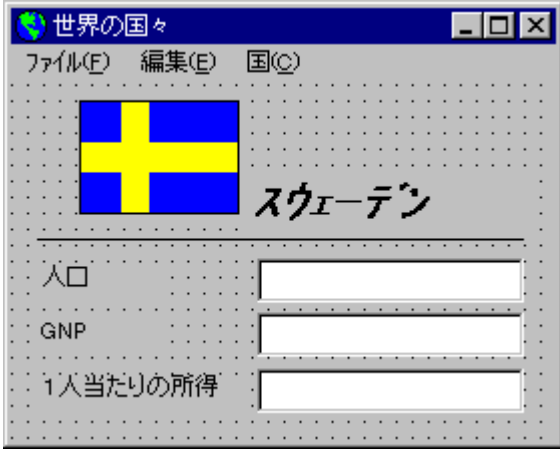 世界の国々
ファイル(F) 編集(E) 国(C)
スウェーデン
人口
GNP
1人当たりの所得